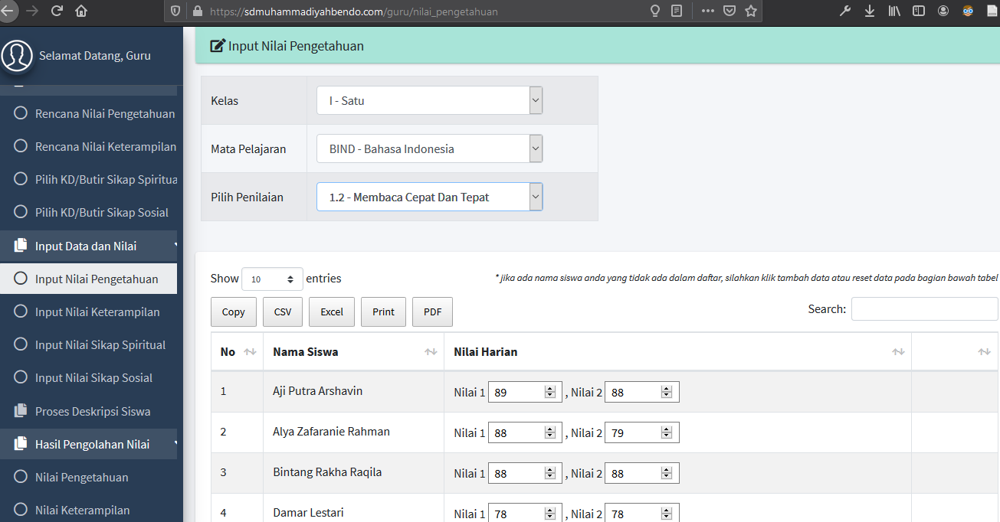 https://sdmuhammadiyahbendo.com/guru/nilai_pengetahuan
Selamat Datang, Guru
Rencana Nilai Pengetahuan
Rencana Nilai Keterampilan
Pilih KD/Butir Sikap Spiritua
Pilih KD/Butir Sikap Sosial
Input Data dan Nilai
Input Nilai Pengetahuan
Input Nilai Keterampilan
Input Nilai Sikap Spiritual
Input Nilai Sikap Sosial
Proses Deskripsi Siswa
Hasil Pengolahan Nilai
Nilai Pengetahuan
Nilai Keterampilan
Input Nilai Pengetahuan
Kelas I - Satu
Mata Pelajaran BIND - Bahasa Indonesia
Pilih Penilaian 1.2 - Membaca Cepat Dan Tepat
Show 10 entries
* jika ada nama siswa anda yang tidak ada dalam daftar, silahkan klik tambah data atau reset data pada bagian bawah tabel
Copy CSV Excel Print PDF
Search:
No Nama Siswa Nilai Harian
1 Aji Putra Arshavin Nilai 1 89 , Nilai 2 88
2 Alya Zafaranie Rahman Nilai 1 88 , Nilai 2 79
3 Bintang Rakha Raqila Nilai 1 88 , Nilai 2 88
4 Damar Lestari Nilai 1 78 , Nilai 2 78